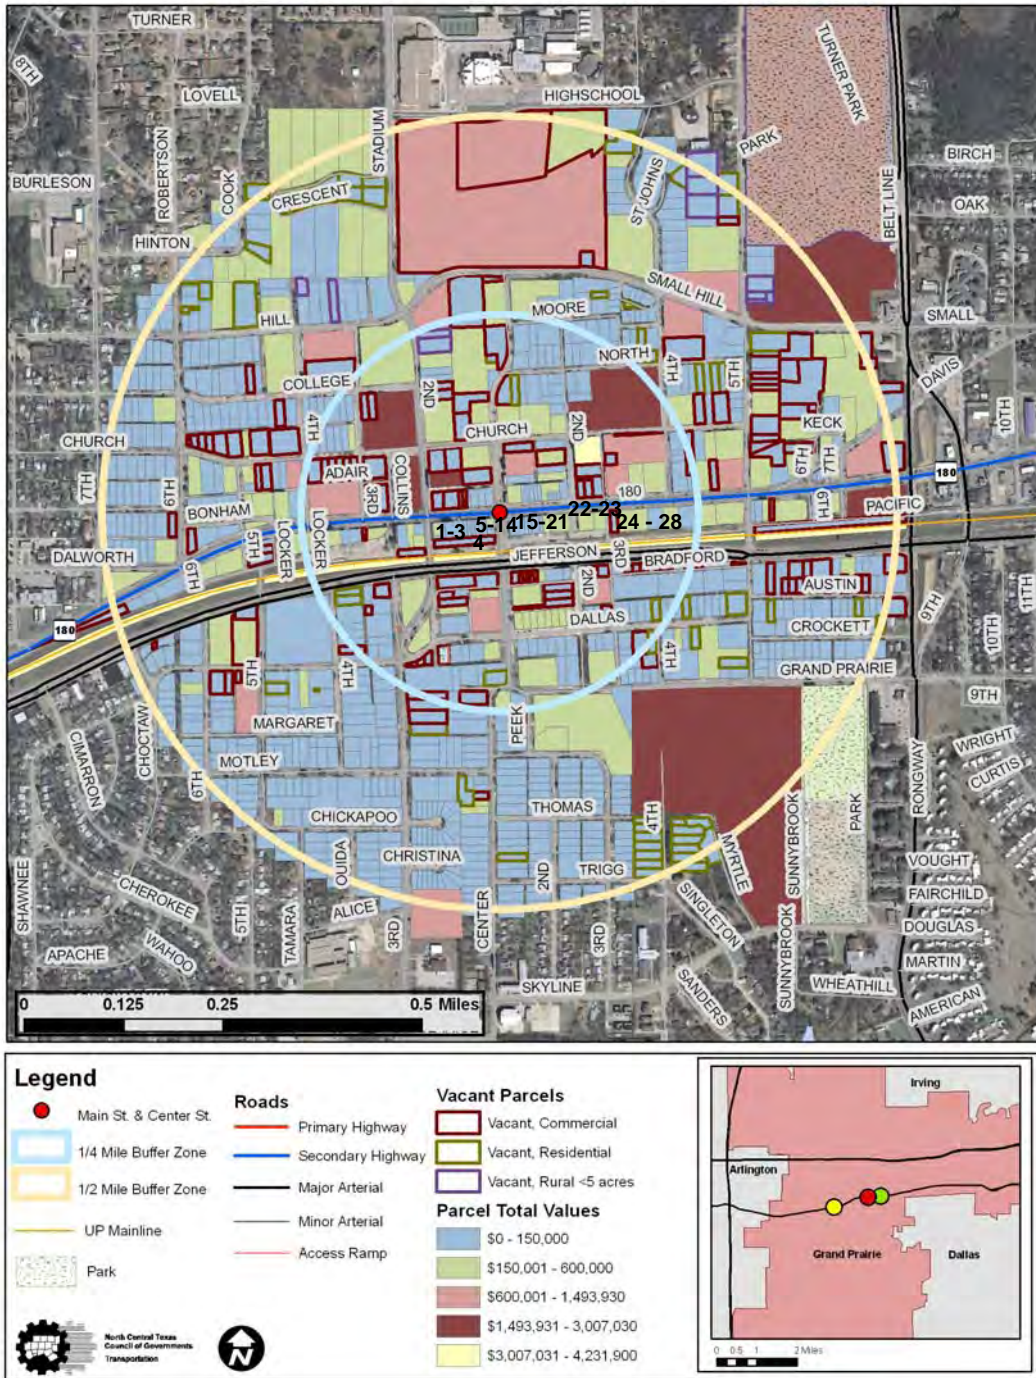 TURNER
8TH
LOVELL
HIGHSCHOOL
TURNER PARK
STADIUM
PARK
ROBERTSON
COOK
BURLESON
CRESCENT
ST JOHNS
BIRCH
OAK
BELT LINE
HINTON
SMALL HILL
HILL
MOORE
SMALL
NORTH
DAVIS
COLLEGE
2ND
4TH
5TH
4TH
CHURCH
CHURCH
2ND
KECK
10TH
7TH
6TH
ADAIR
3RD
COLLINS
6TH
7TH
180
180
BONHAM
PACIFIC
6TH
22-23
1-3
5-14
15-21
24 - 28
4
DALWORTH
5TH
LOCKER
LOCKER
JEFFERSON
3RD
BRADFORD
6TH
2ND
AUSTIN
11TH
DALLAS
CROCKETT
9TH
10TH
180
5TH
4TH
4TH
GRAND PRAIRIE
9TH
CHOCTAW
MARGARET
PEEK
CIMARRON
WRIGHT
MOTLEY
CURTIS
RONGWAY
6TH
THOMAS
4TH
SUNNYBROOK
PARK
CHICKAPOO
MYRTLE
OUIDA
CHRISTINA
VOUGHT
SHAWNEE
CHEROKEE
2ND
TRIGG
FAIRCHILD
5TH
TAMARA
ALICE
3RD
CENTER
3RD
SINGLETON
DOUGLAS
APACHE
WAHOO
SUNNYBROOK
MARTIN
SKYLINE
SANDERS
WHEATHILL
AMERICAN
0 0.125 0.25 0.5 Miles
Legend
Main St. & Center St.
1/4 Mile Buffer Zone
1/2 Mile Buffer Zone
UP Mainline
Park
North Central Texas
Council of Governments
Transportation
N
Roads
Primary Highway
Secondary Highway
Major Arterial
Minor Arterial
Access Ramp
Vacant Parcels
Vacant, Commercial
Vacant, Residential
Vacant, Rural <5 acres
Parcel Total Values
$0 - 150,000
$150,001 - 600,000
$600,001 - 1,493,930
$1,493,931 - 3,007,030
$3,007,031 - 4,231,900
Irving
Arlington
Grand Prairie
Dallas
0 0.5 1 2 Miles